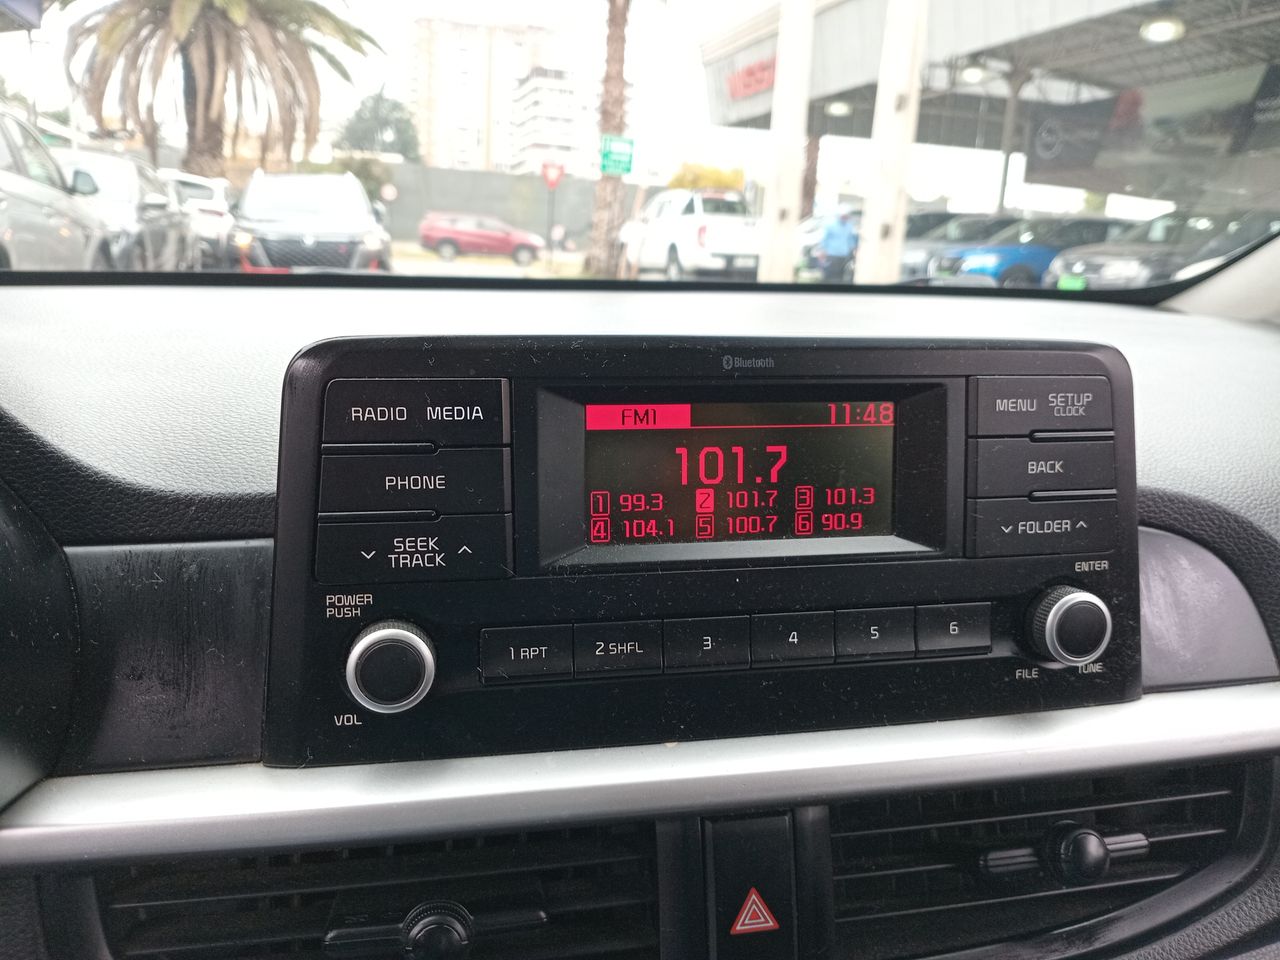 NISSAN
Bluetooth
RADIO MEDIA
PHONE
SEEK
TRACK
POWER
PUSH
VOL
FM1 11:48
101.7
1 99.3 2 101.7 3 101.3
4 104.1 5 100.7 6 90.9
MENU SETUP
CLOCK
BACK
FOLDER
ENTER
FILE TUNE
1 RPT 2 SHFL 3 4 5 6